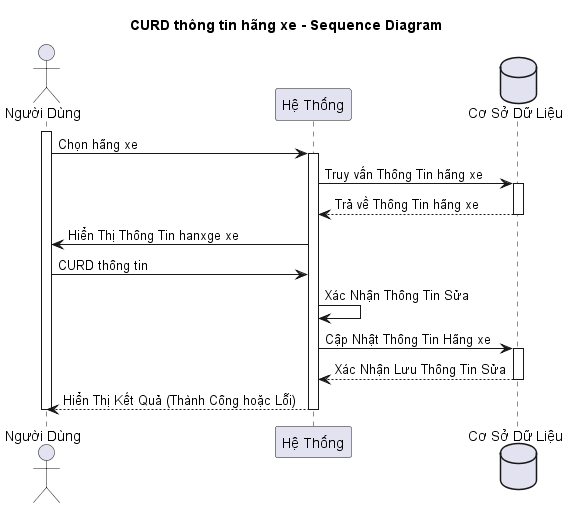 CURD thông tin hãng xe - Sequence Diagram
Người Dùng
Hệ Thống
Cơ Sở Dữ Liệu
Chọn hãng xe
Truy vấn Thông Tin hãng xe
Trả về Thông Tin hãng xe
Hiển Thị Thông Tin hanxge xe
CURD thông tin
Xác Nhận Thông Tin Sửa
Cập Nhật Thông Tin Hãng xe
Xác Nhận Lưu Thông Tin Sửa
Hiển Thị Kết Quả (Thành Công hoặc Lỗi)
Người Dùng
Hệ Thống
Cơ Sở Dữ Liệu